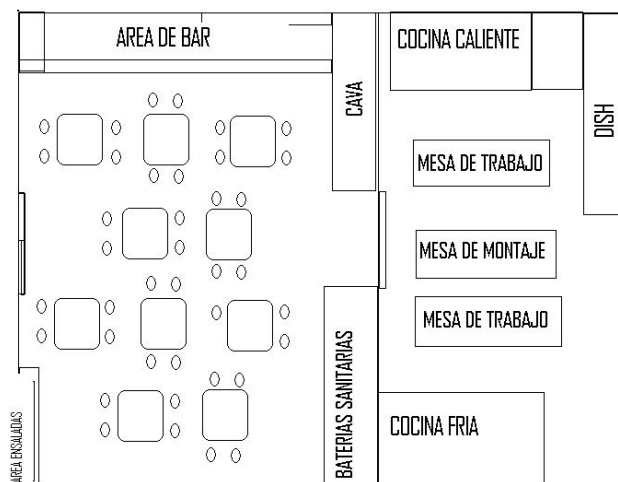 AREA DE BAR
COCINA CALIENTE
CAVA
DISH
MESA DE TRABAJO
MESA DE MONTAJE
MESA DE TRABAJO
BATERIAS SANITARIAS
COCINA FRIA
AREA ENSALADAS